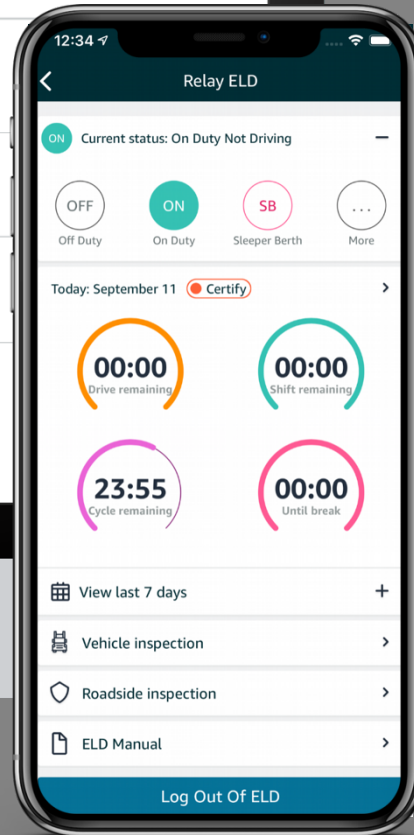 12:34
Relay ELD
ON Current status: On Duty Not Driving
OFF ON SB ...
Off Duty On Duty Sleeper Berth More
Today: September 11 Certify
00:00 00:00
Drive remaining Shift remaining
23:55 00:00
Cycle remaining Until break
View last 7 days
Vehicle inspection
Roadside inspection
ELD Manual
Log Out Of ELD